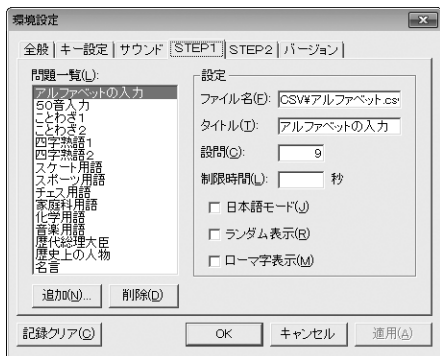 環境設定
全般 キー設定 サウンド STEP1 STEP2 バージョン
問題一覧(L):
アルファベットの入力
50音入力
ことわざ1
ことわざ2
四字熟語1
四字熟語2
スケート用語
スポーツ用語
チェス用語
家庭科用語
化学用語
音楽用語
歴代総理大臣
歴史上の人物
名言
追加(N)... 削除(D)
設定
ファイル名(F): CSV¥アルファベット.csv
タイトル(T): アルファベットの入力
設問(C): 9
制限時間(L): 秒
日本語モード(J)
ランダム表示(R)
ローマ字表示(M)
記録クリア(C) OK キャンセル 適用(A)